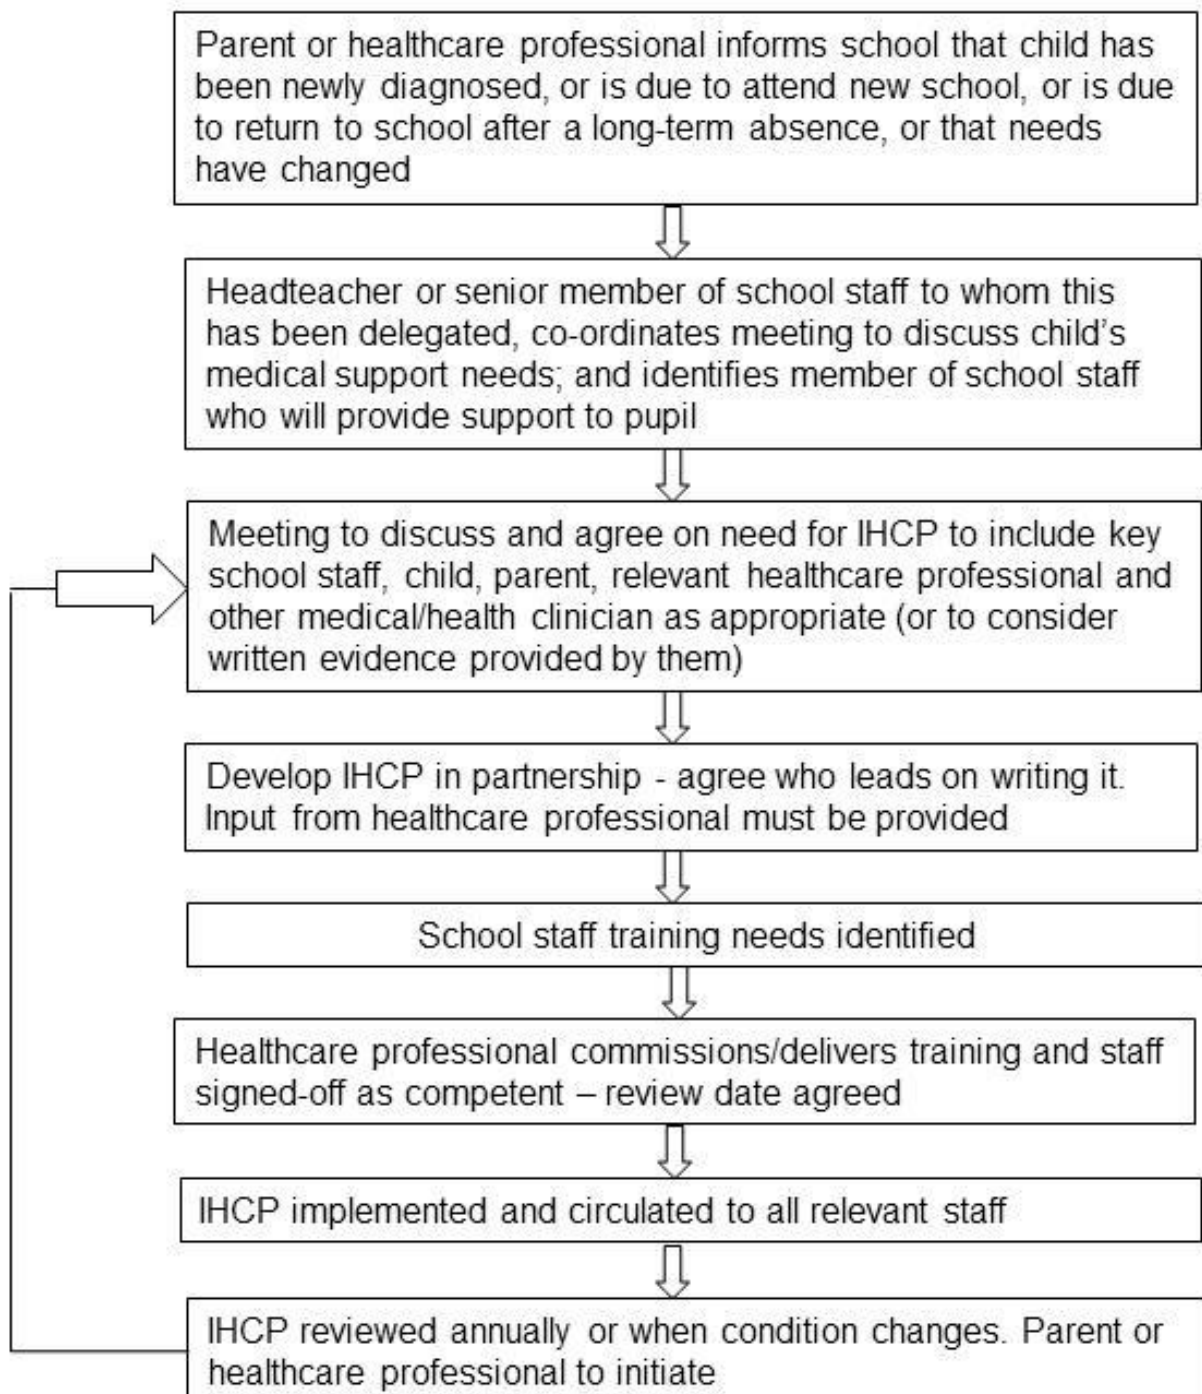 Parent or healthcare professional informs school that child has
been newly diagnosed, or is due to attend new school, or is due
to return to school after a long-term absence, or that needs
have changed
Headteacher or senior member of school staff to whom this
has been delegated, co-ordinates meeting to discuss child's
medical support needs; and identifies member of school staff
who will provide support to pupil
Meeting to discuss and agree on need for IHCP to include key
school staff, child, parent, relevant healthcare professional and
other medical/health clinician as appropriate (or to consider
written evidence provided by them)
Develop IHCP in partnership - agree who leads on writing it.
Input from healthcare professional must be provided
School staff training needs identified
Healthcare professional commissions/delivers training and staff
signed-off as competent – review date agreed
IHCP implemented and circulated to all relevant staff
IHCP reviewed annually or when condition changes. Parent or
healthcare professional to initiate